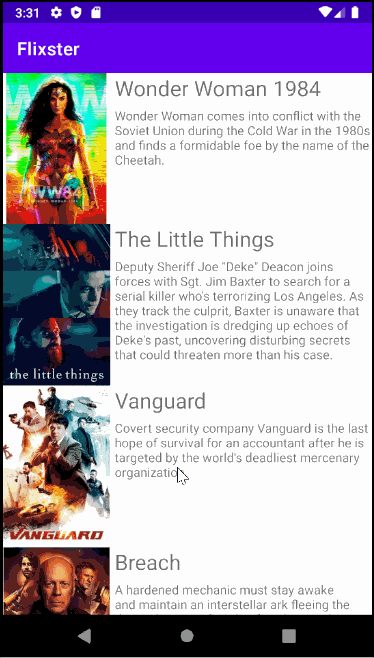 3:31
Flixster
Wonder Woman 1984
Wonder Woman comes into conflict with the
Soviet Union during the Cold War in the 1980s
and finds a formidable foe by the name of the
Cheetah.
WW84
The Little Things
Deputy Sheriff Joe "Deke" Deacon joins
forces with Sgt. Jim Baxter to search for a
serial killer who's terrorizing Los Angeles. As
they track the culprit, Baxter is unaware that
the investigation is dredging up echoes of
Deke's past, uncovering disturbing secrets
that could threaten more than his case.
the little things
Vanguard
Covert security company Vanguard is the last
hope of survival for an accountant after he is
targeted by the world's deadliest mercenary
VANGUARD
Breach
A hardened mechanic must stay awake
and maintain an interstellar ark fleeing the